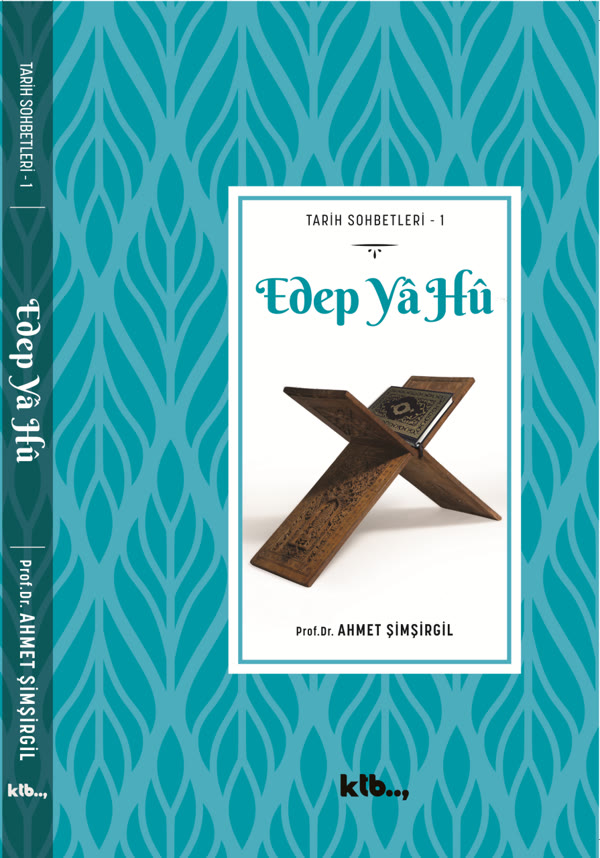 TARİH SOHBETLERİ - 1
Edep Yâ Hû
Prof.Dr. AHMET ŞİMŞİRGİL
ktb..,
TARİH SOHBETLERİ - 1
Edep Yâ Hû
Prof.Dr. AHMET ŞİMŞİRGİL
ktb..,